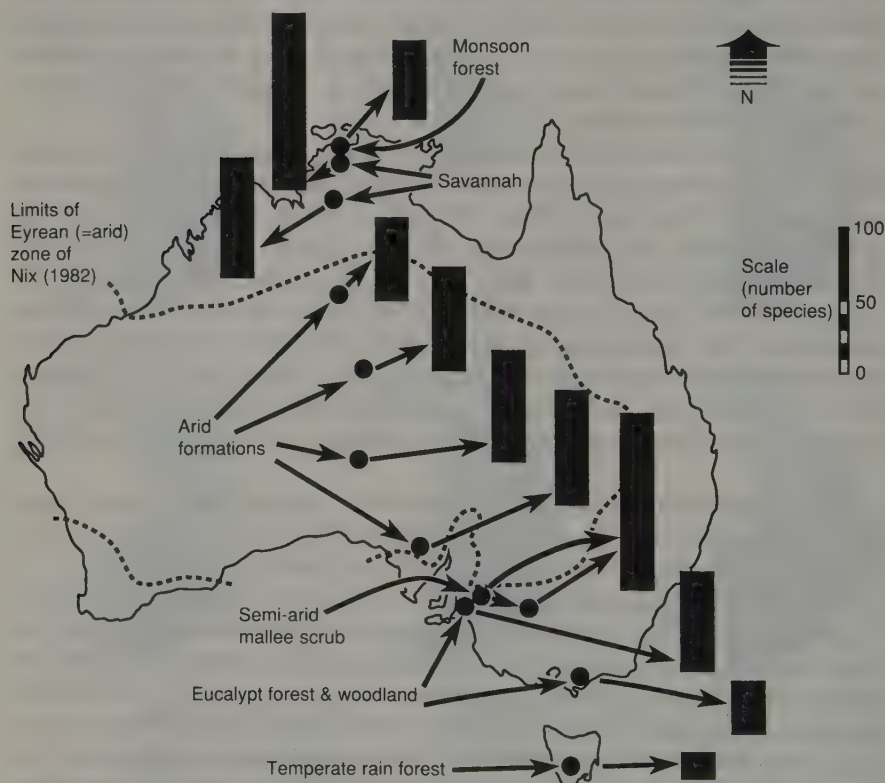 Monsoon
forest
N
Savannah
Limits of
Eyrean (=arid)
zone of
Nix (1982)
Scale
(number
of species)
100
50
0
Arid
formations
Semi-arid
mallee scrub
Eucalypt forest & woodland
Temperate rain forest